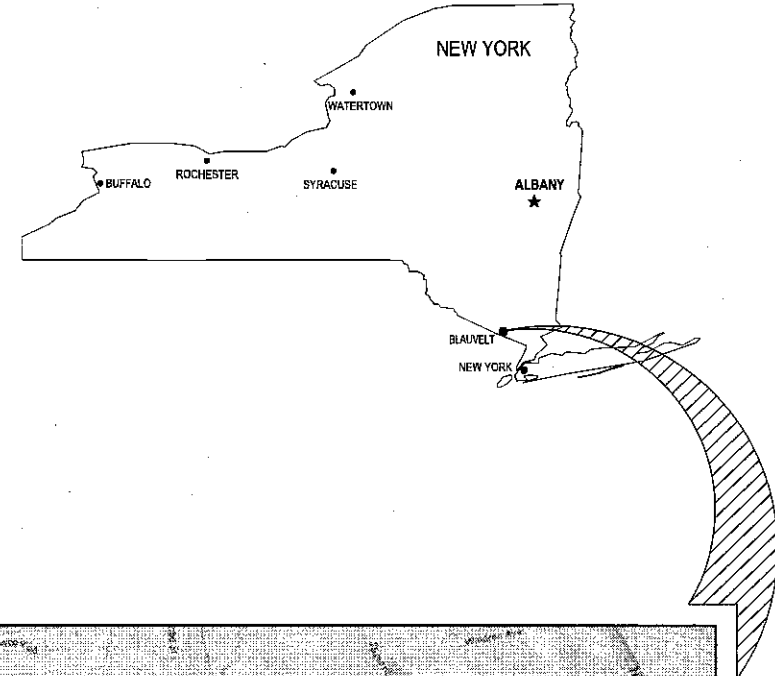 NEW YORK
WATERTOWN
ROCHESTER
BUFFALO
SYRACUSE
ALBANY
BLAUVELT
NEW YORK